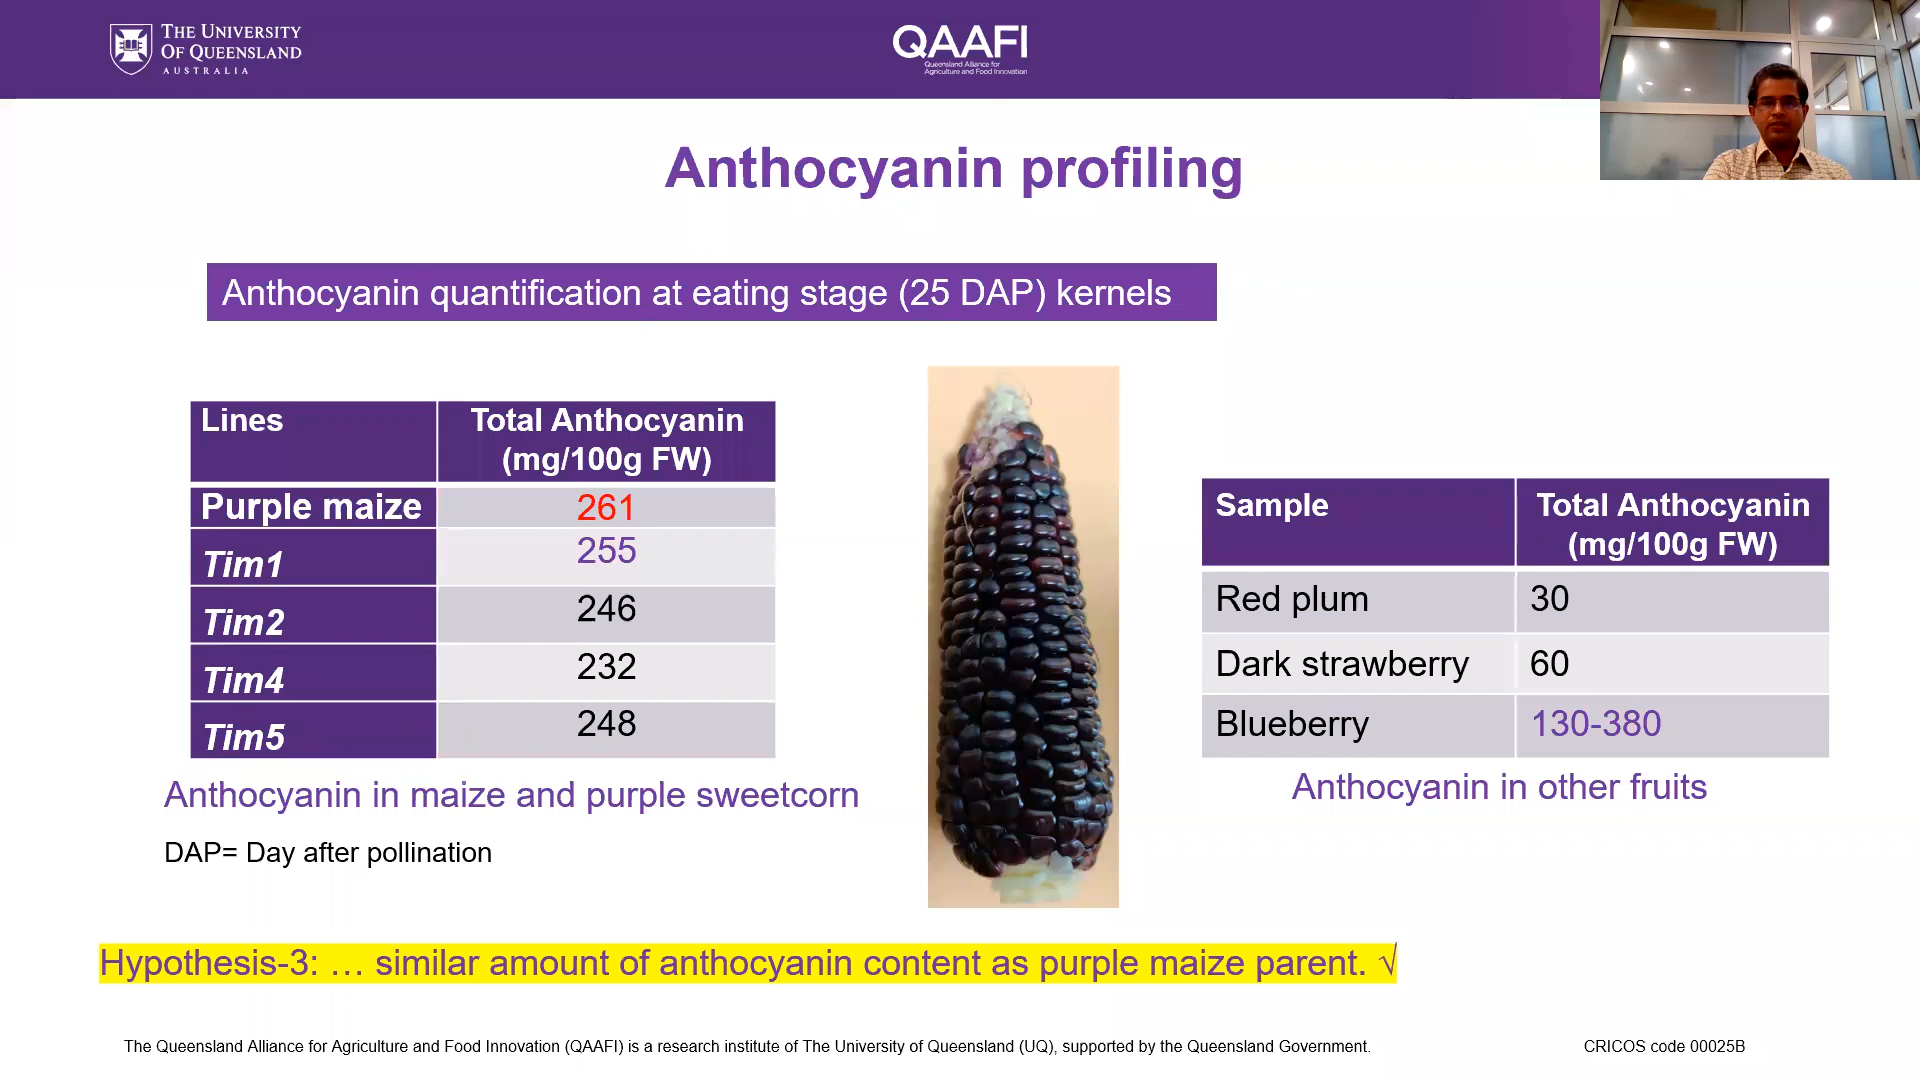 THE UNIVERSITY
OF QUEENSLAND
AUSTRALIA
QAAFI
Queensland Alliance for
Agriculture and Food Innovation
Anthocyanin profiling
Anthocyanin quantification at eating stage (25 DAP) kernels
Lines Total Anthocyanin
(mg/100g FW)
Purple maize 261
Tim1 255
Tim2 246
Tim4 232
Tim5 248
Anthocyanin in maize and purple sweetcorn
DAP= Day after pollination
Sample Total Anthocyanin
(mg/100g FW)
Red plum 30
Dark strawberry 60
Blueberry 130-380
Anthocyanin in other fruits
Hypothesis-3: … similar amount of anthocyanin content as purple maize parent. √
The Queensland Alliance for Agriculture and Food Innovation (QAAFI) is a research institute of The University of Queensland (UQ), supported by the Queensland Government.
CRICOS code 00025B